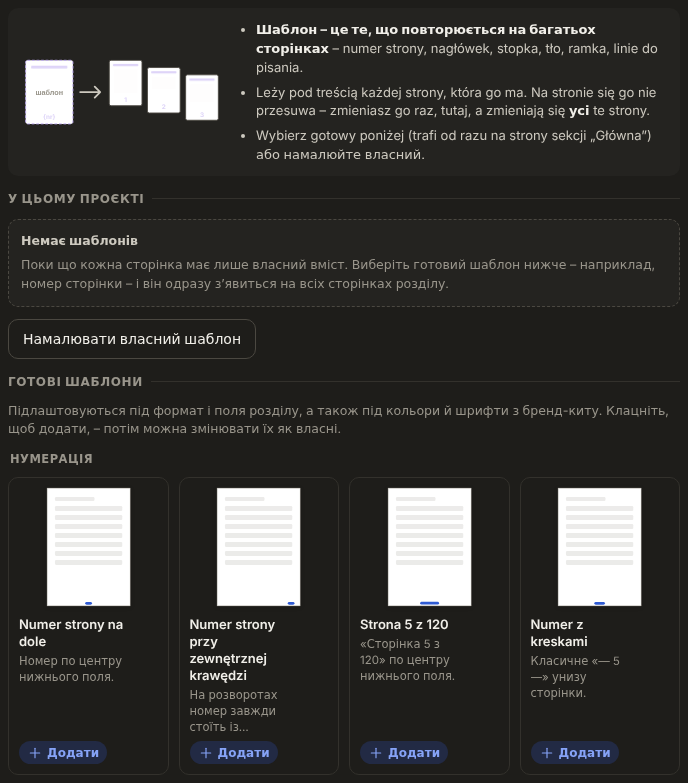 Шаблон – це те, що повторюється на багатьох
сторінках – numer strony, nagłówek, stopka, tło, ramka, linie do
pisania.
шаблон
1
2
3
Leży pod treścią każdej strony, która go ma. Na stronie się go nie
przesuwa – zmieniasz go raz, tutaj, a zmieniają się усі te strony.
Wybierz gotowy poniżej (trafi od razu na strony sekcji „Główna")
або намалюйте власний.
У ЦЬОМУ ПРОЄКТІ
Немає шаблонів
Поки що кожна сторінка має лише власний вміст. Виберіть готовий шаблон нижче – наприклад,
номер сторінки – і він одразу з’явиться на всіх сторінках розділу.
Намалювати власний шаблон
ГОТОВІ ШАБЛОНИ
Підлаштовуються під формат і поля розділу, а також під кольори й шрифти з бренд-киту. Клацніть,
щоб додати, – потім можна змінювати їх як власні.
НУМЕРАЦІЯ
Numer strony na
dole
Номер по центру
нижнього поля.
Додати
Numer strony
przy
zewnętrznej
krawędzi
На розворотах
номер завжди
стоїть із...
Додати
Strona 5 z 120
«Сторінка 5 з
120» по центру
нижнього поля.
Додати
Numer z
kreskami
Класичне «— 5
—» унизу
сторінки.
Додати